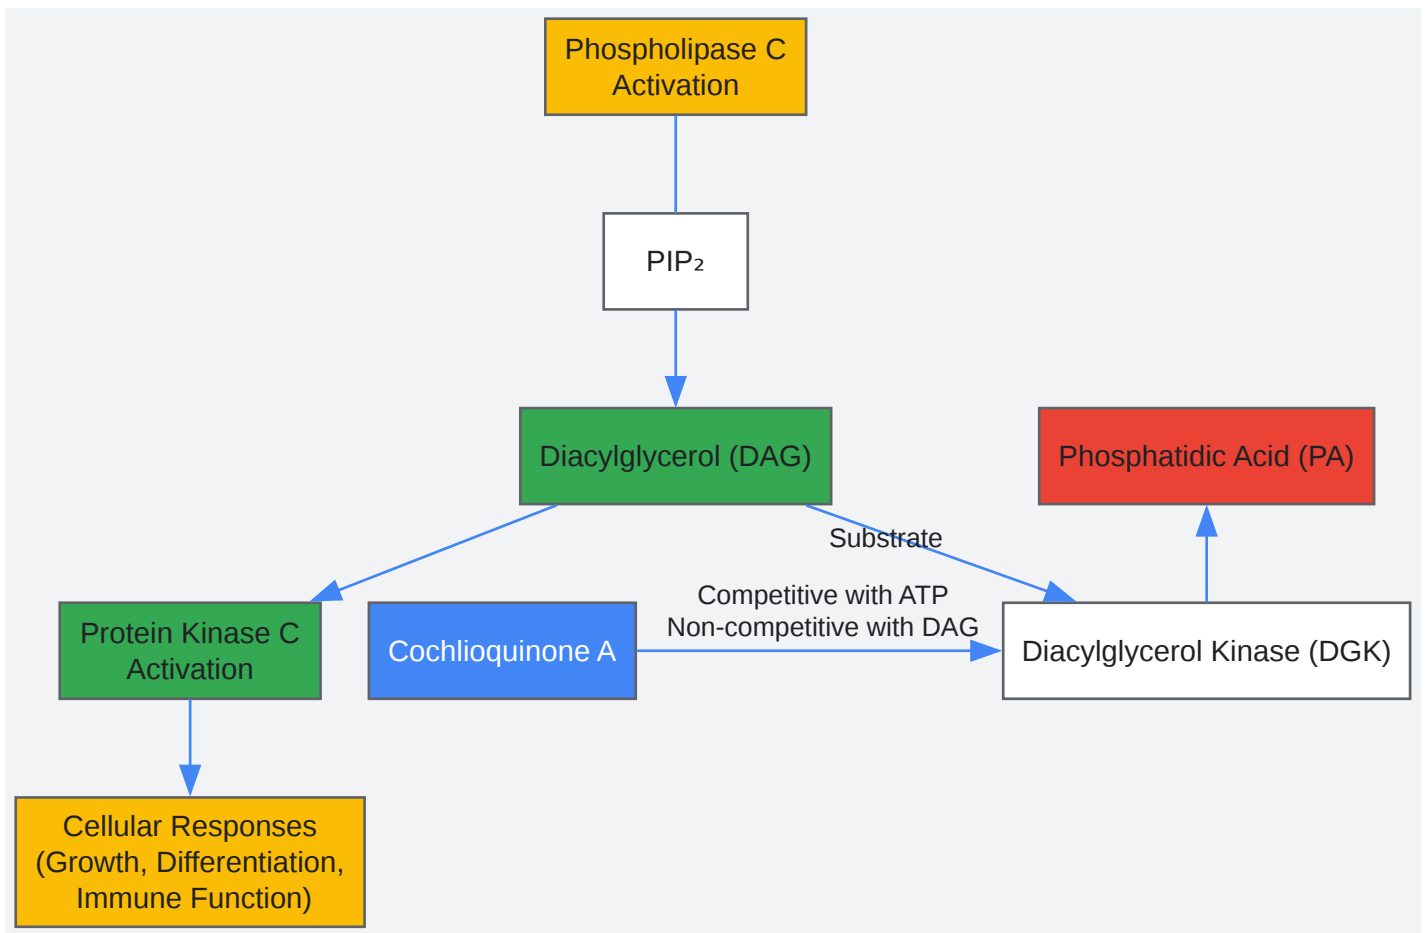 Phospholipase C
Activation
PIP₂
Diacylglycerol (DAG)
Phosphatidic Acid (PA)
Substrate
Competitive with ATP
Non-competitive with DAG
Protein Kinase C
Activation
Cochlioquinone A
Diacylglycerol Kinase (DGK)
Cellular Responses
(Growth, Differentiation,
Immune Function)